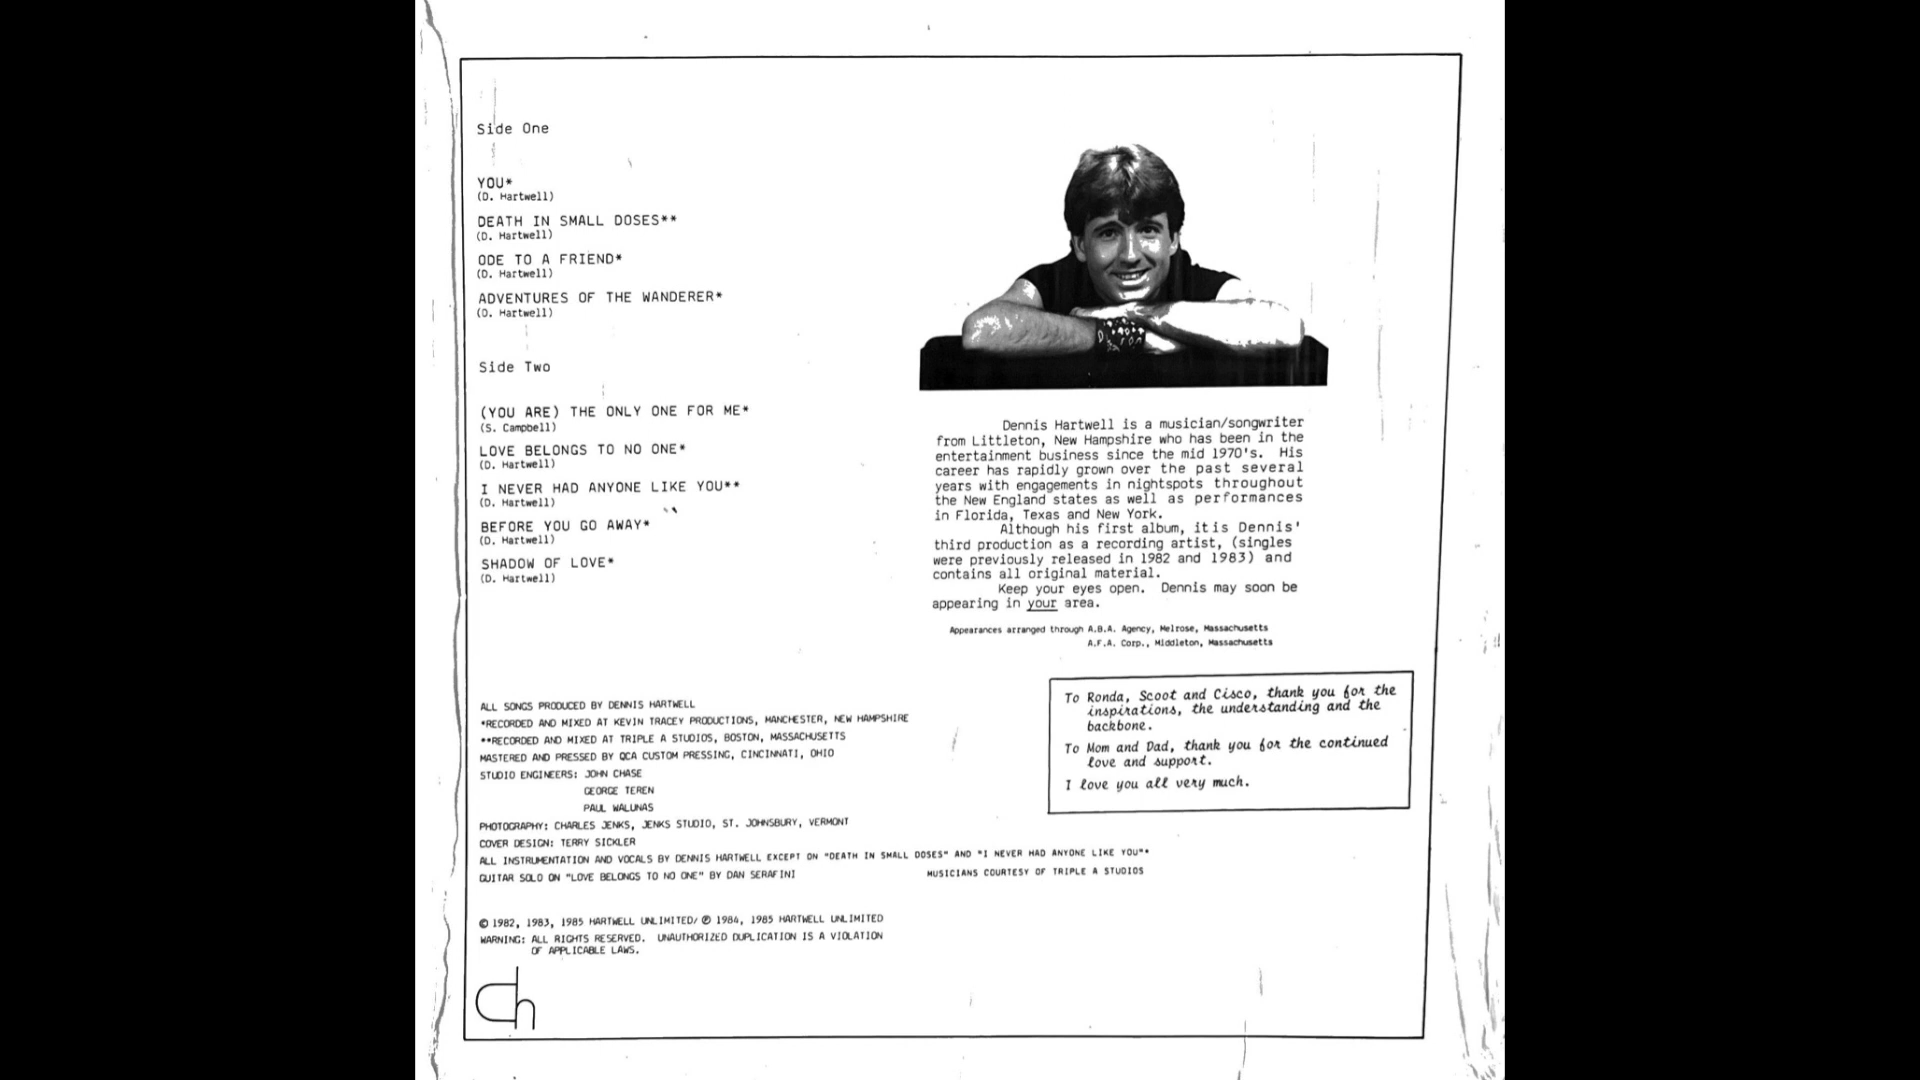 Side One
YOU*
(D. Hartwell)
DEATH IN SMALL DOSES**
(D. Hartwell)
ODE TO A FRIEND*
(D. Hartwell)
ADVENTURES OF THE WANDERER*
(D. Hartwell)
Side Two
(YOU ARE) THE ONLY ONE FOR ME*
(S. Campbell)
LOVE BELONGS TO NO ONE*
(D. Hartwell)
I NEVER HAD ANYONE LIKE YOU**
(D. Hartwell)
BEFORE YOU GO AWAY*
(D. Hartwell)
SHADOW OF LOVE*
(D. Hartwell)
Dennis Hartwell is a musician/songwriter
from Littleton, New Hampshire who has been in the
entertainment business since the mid 1970's. His
career has rapidly grown over the past several
years with engagements in nightspots throughout
the New England states as well as performances
in Florida, Texas and New York.
Although his first album, it is Dennis'
third production as a recording artist, (singles
were previously released in 1982 and 1983) and
contains all original material.
Keep your eyes open. Dennis may soon be
appearing in your area.
Appearances arranged through A.B.A. Agency, Melrose, Massachusetts
A.F.A. Corp., Middleton, Massachusetts
To Ronda, Scoot and Cisco, thank you for the
inspirations, the understanding and the
backbone.
To Mom and Dad, thank you for the continued
love and support.
I love you all very much.
ALL SONGS PRODUCED BY DENNIS HARTWELL
*RECORDED AND MIXED AT KEVIN TRACEY PRODUCTIONS, MANCHESTER, NEW HAMPSHIRE
**RECORDED AND MIXED AT TRIPLE A STUDIOS, BOSTON, MASSACHUSETTS
MASTERED AND PRESSED BY QCA CUSTOM PRESSING, CINCINNATI, OHIO
STUDIO ENGINEERS: JOHN CHASE
GEORGE TEREN
PAUL WALUNAS
PHOTOGRAPHY: CHARLES JENKS, JENKS STUDIO, ST. JOHNSBURY, VERMONT
COVER DESIGN: TERRY SICKLER
ALL INSTRUMENTATION AND VOCALS BY DENNIS HARTWELL EXCEPT ON "DEATH IN SMALL DOSES" AND "I NEVER HAD ANYONE LIKE YOU"*
GUITAR SOLO ON "LOVE BELONGS TO NO ONE" BY DAN SERAFINI MUSICIANS COURTESY OF TRIPLE A STUDIOS
© 1982, 1983, 1985 HARTWELL UNLIMITED/ ℗ 1984, 1985 HARTWELL UNLIMITED
WARNING: ALL RIGHTS RESERVED. UNAUTHORIZED DUPLICATION IS A VIOLATION
OF APPLICABLE LAWS.
dh